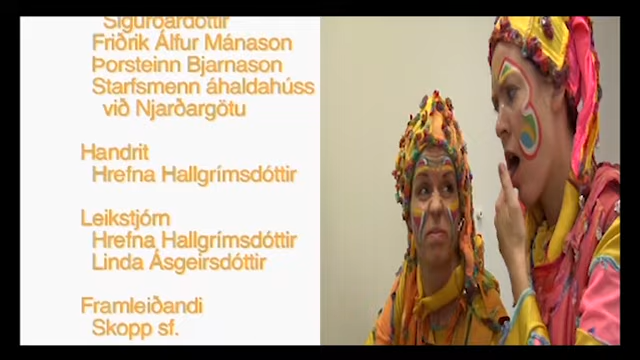 Sigurðardóttir
Friðrik Álfur Mánason
Þorsteinn Bjarnason
Starfsmenn áhaldahúss
við Njarðargötu
Handrit
Hrefna Hallgrímsdóttir
Leikstjórn
Hrefna Hallgrímsdóttir
Linda Ásgeirsdóttir
Framleiðandi
Skopp sf.